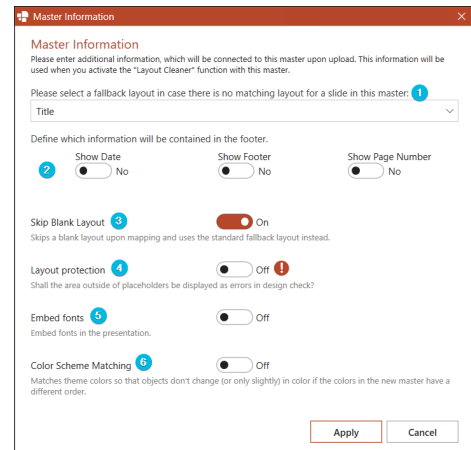 Master Information
Master Information
Please enter additional information, which will be connected to this master upon upload. This information will be
used when you activate the "Layout Cleaner" function with this master.
Please select a fallback layout in case there is no matching layout for a slide in this master: 1
Title
Define which information will be contained in the footer.
Show Date Show Footer Show Page Number
2 No No No
Skip Blank Layout 3 On
Skips a blank layout upon mapping and uses the standard fallback layout instead.
Layout protection 4 Off !
Shall the area outside of placeholders be displayed as errors in design check?
Embed fonts 5 Off
Embed fonts in the presentation.
Color Scheme Matching 6 Off
Matches theme colors so that objects don't change (or only slightly) in color if the colors in the new master have a
different order.
Apply Cancel